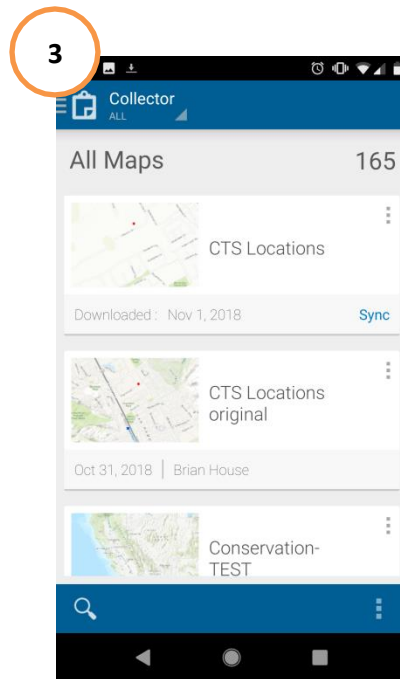 3
Collector
ALL
All Maps 165
CTS Locations
Downloaded : Nov 1, 2018 Sync
CTS Locations
original
Oct 31, 2018 | Brian House
Conservation-
TEST